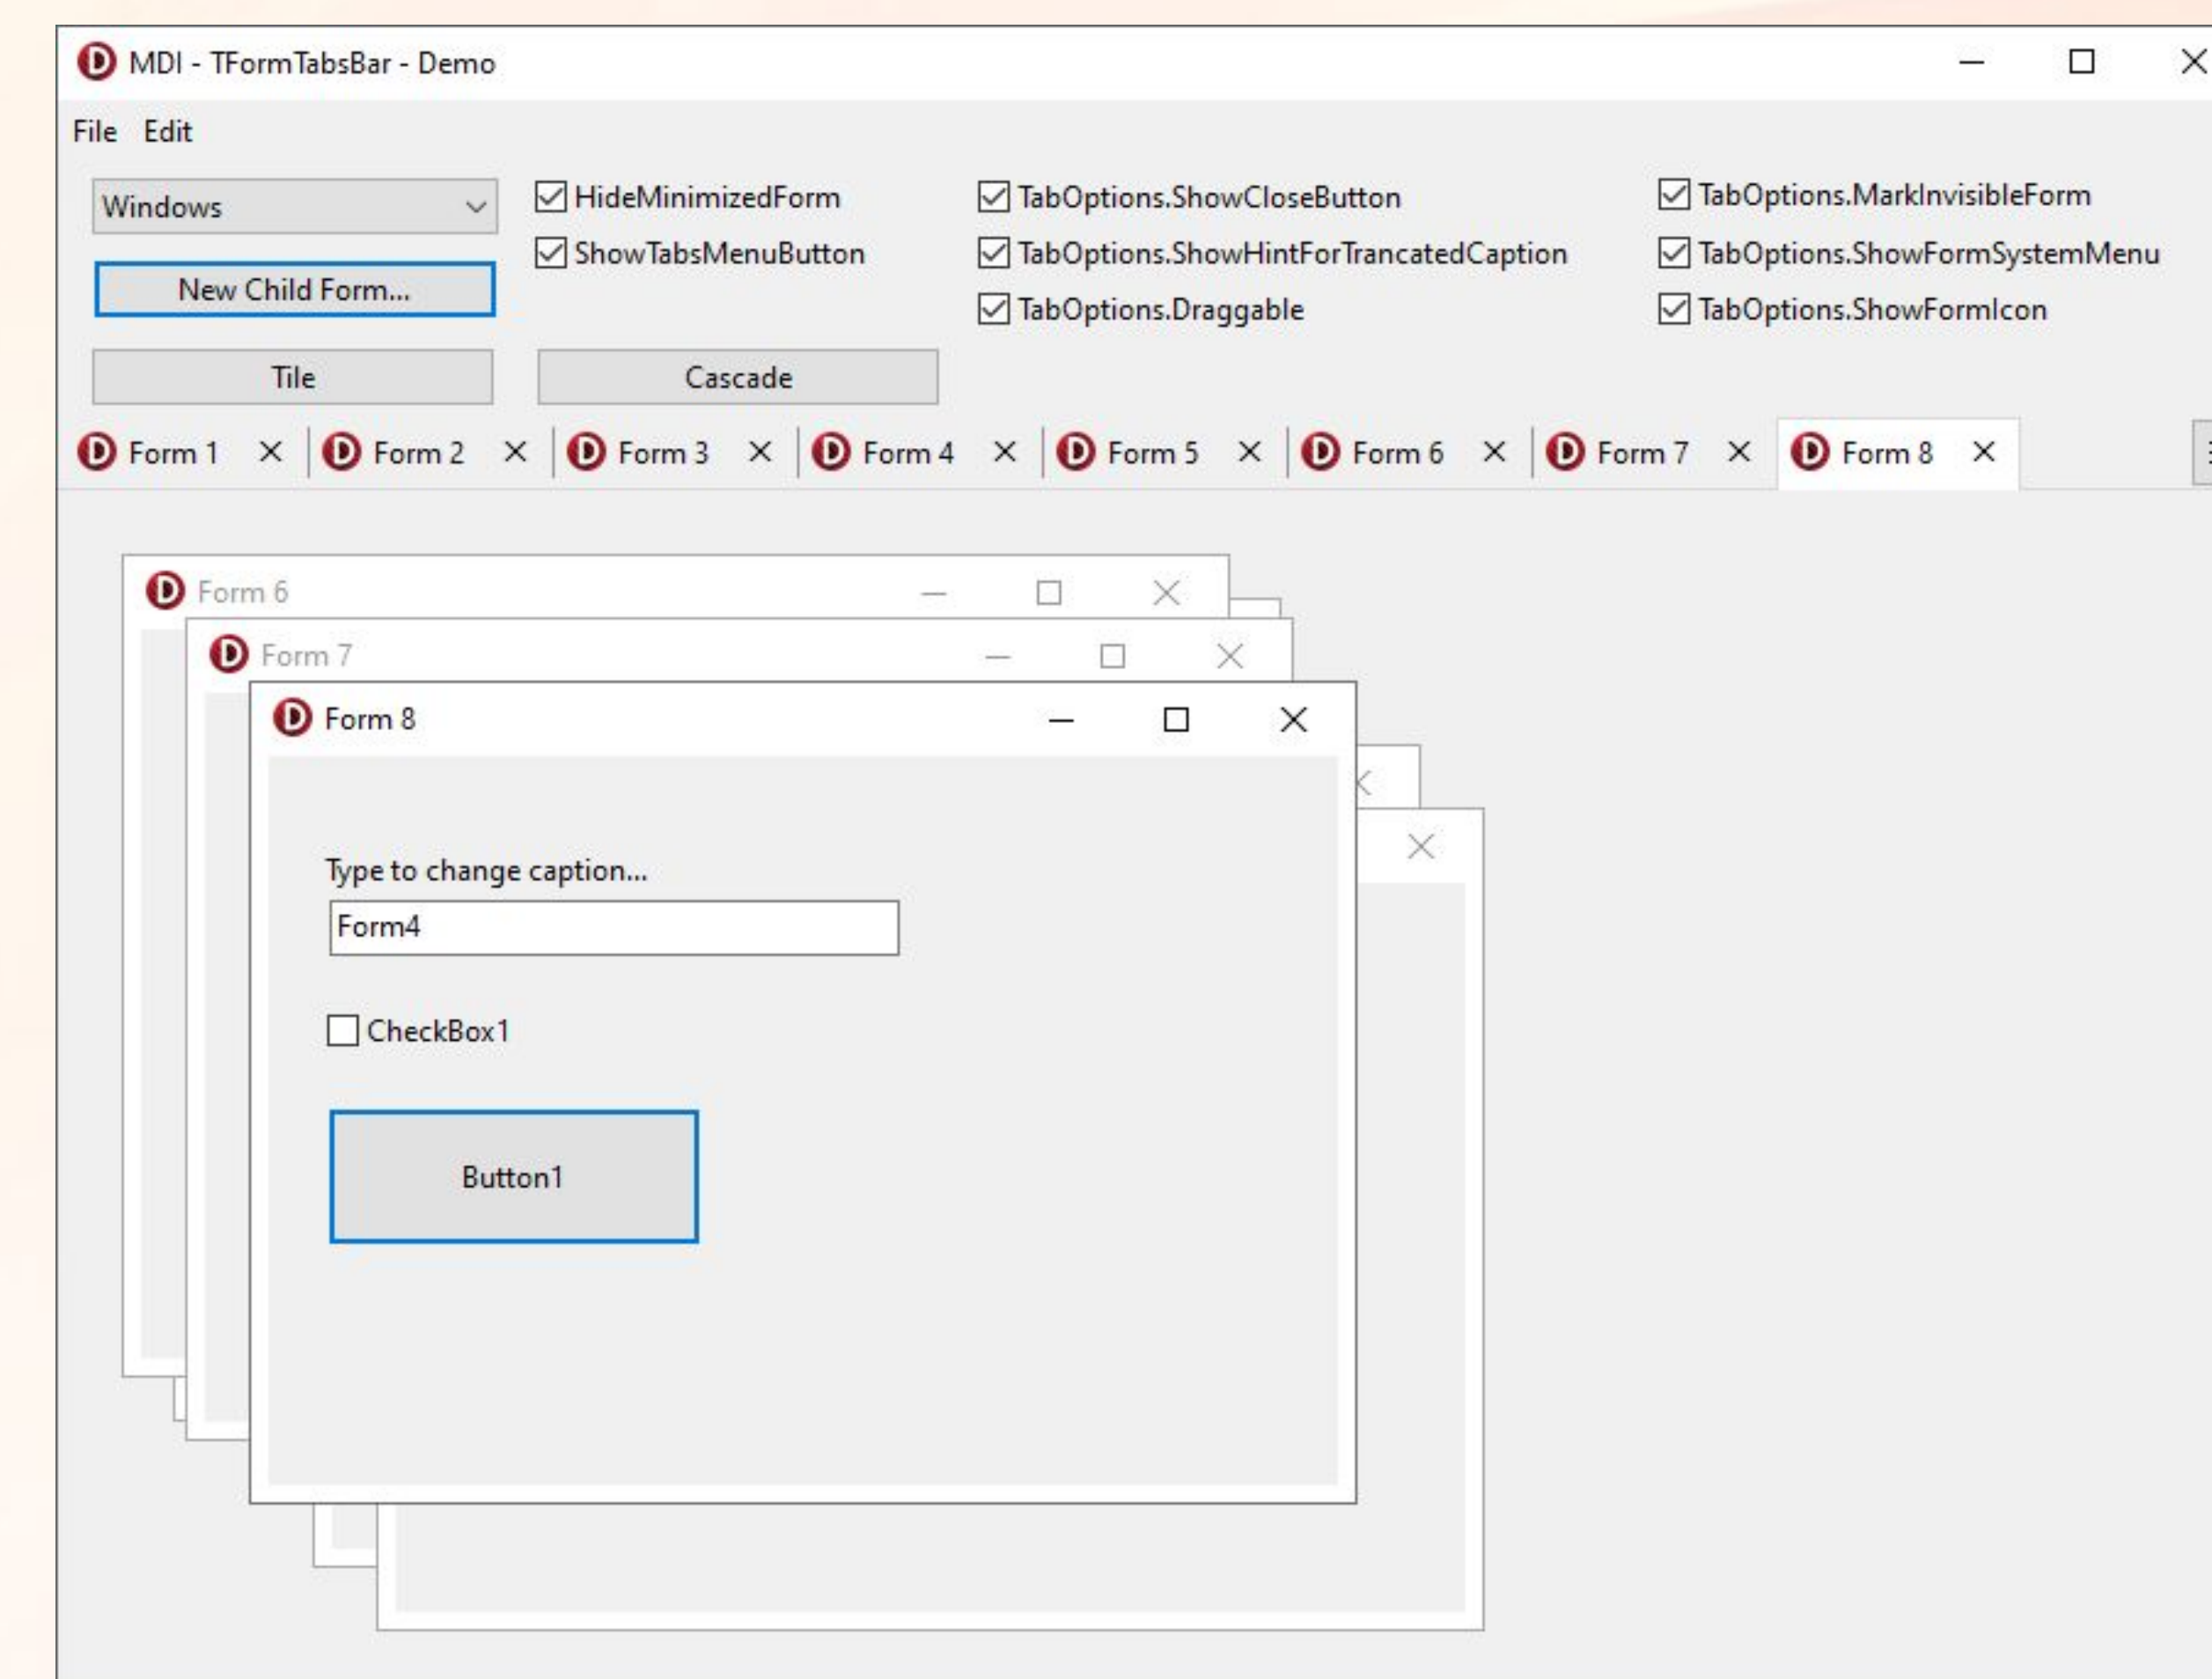 MDI - TFormTabsBar - Demo
File Edit
Windows
HideMinimizedForm
TabOptions.ShowCloseButton
TabOptions.MarkInvisibleForm
ShowTabsMenuButton
TabOptions.ShowHintForTrancatedCaption
TabOptions.ShowFormSystemMenu
New Child Form...
TabOptions.Draggable
TabOptions.ShowFormIcon
Tile
Cascade
Form 1
Form 2
Form 3
Form 4
Form 5
Form 6
Form 7
Form 8
Form 6
Form 7
Form 8
Type to change caption...
Form4
CheckBox1
Button1